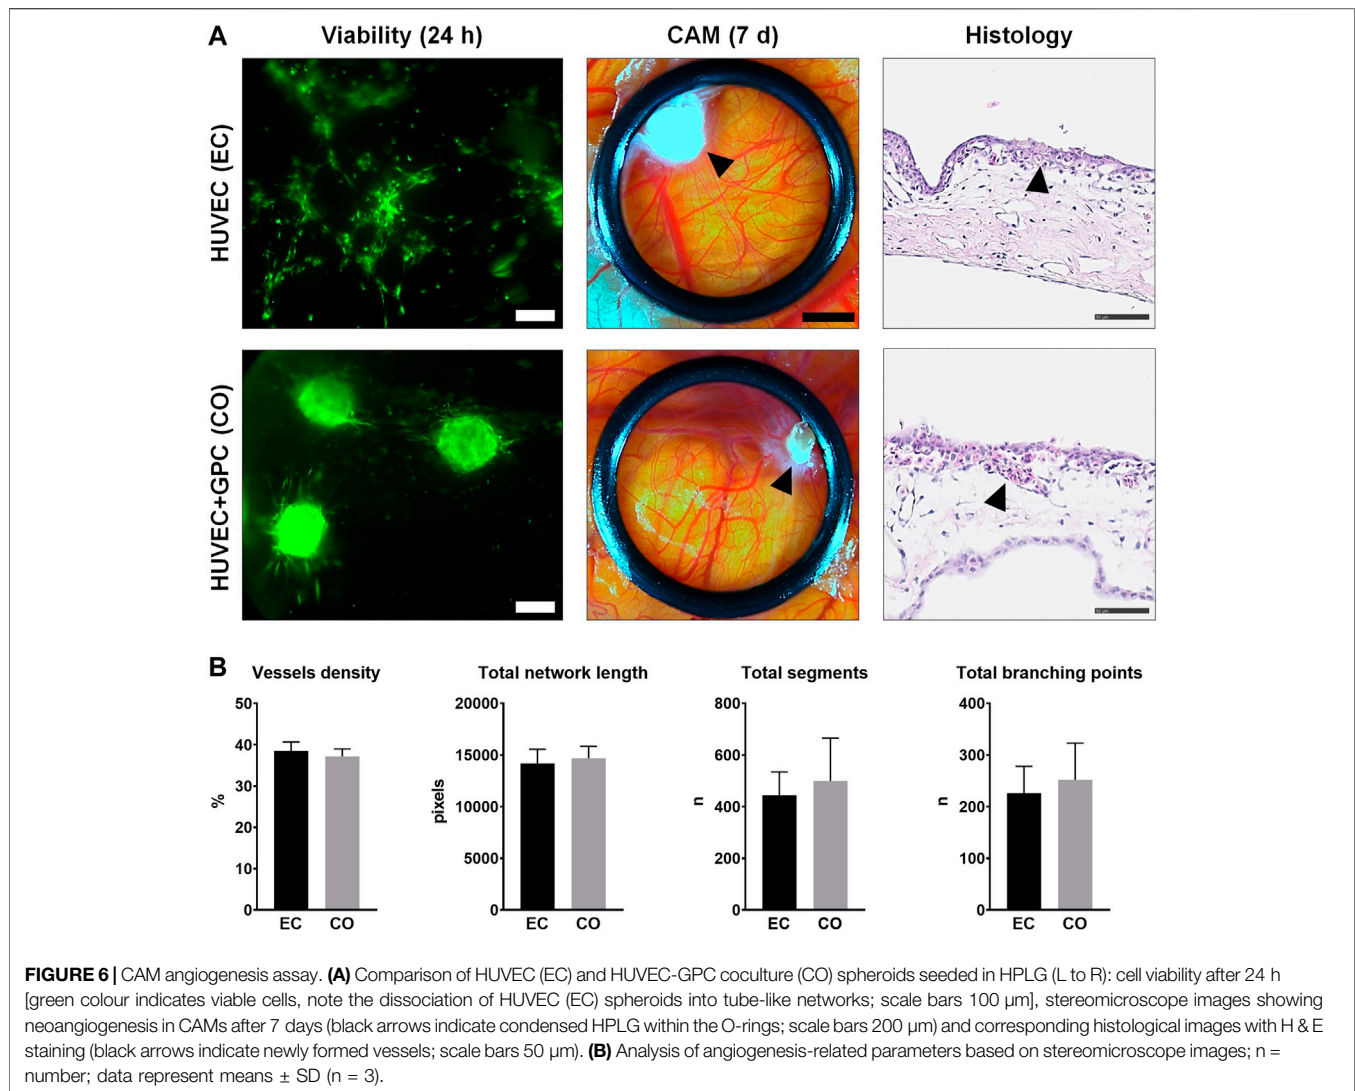 A
Viability (24 h)
CAM (7 d)
Histology
HUVEC (EC)
50 µm
HUVEC+GPC (CO)
50 µm
B
Vessels density
50
40
30
20
10
0
%
EC CO
Total network length
20000
15000
10000
5000
0
pixels
EC CO
Total segments
800
600
400
200
0
n
EC CO
Total branching points
400
300
200
100
0
n
EC CO
FIGURE 6 | CAM angiogenesis assay. (A) Comparison of HUVEC (EC) and HUVEC-GPC coculture (CO) spheroids seeded in HPLG (L to R): cell viability after 24 h
[green colour indicates viable cells, note the dissociation of HUVEC (EC) spheroids into tube-like networks; scale bars 100 µm], stereomicroscope images showing
neoangiogenesis in CAMs after 7 days (black arrows indicate condensed HPLG within the O-rings; scale bars 200 µm) and corresponding histological images with H & E
staining (black arrows indicate newly formed vessels; scale bars 50 µm). (B) Analysis of angiogenesis-related parameters based on stereomicroscope images; n =
number; data represent means ± SD (n = 3).